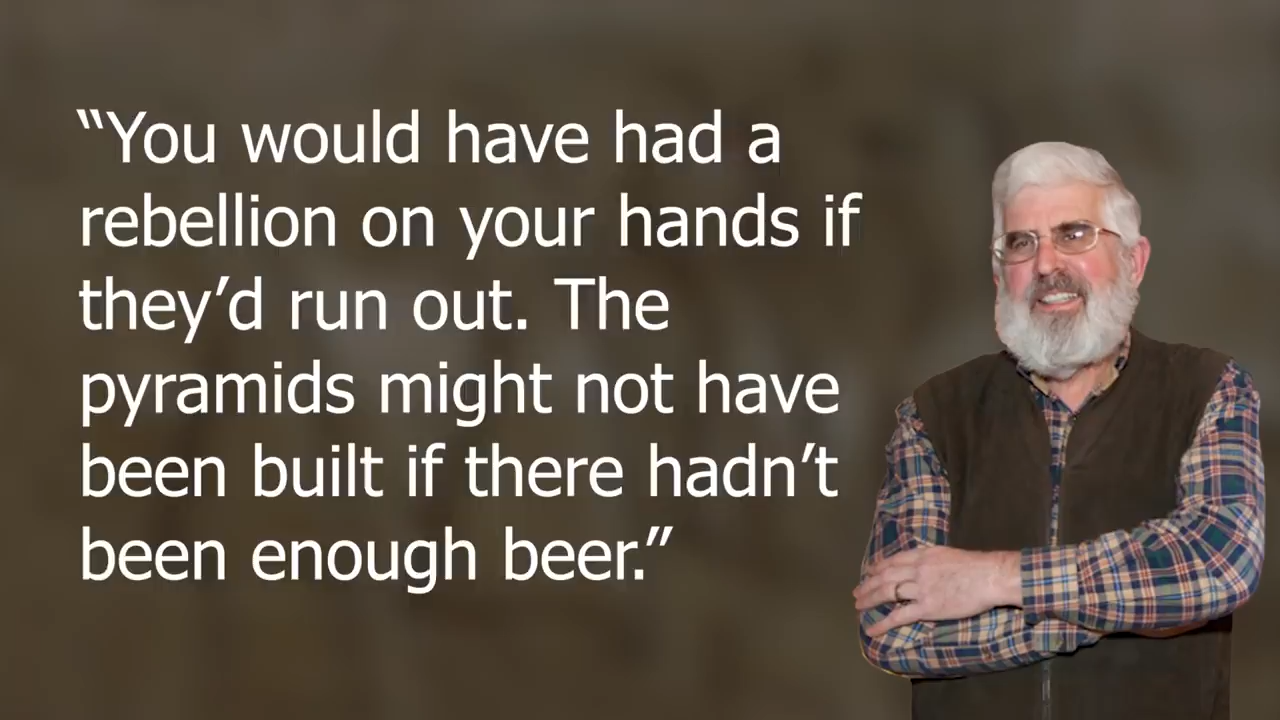 “You would have had a
rebellion on your hands if
they’d run out. The
pyramids might not have
been built if there hadn’t
been enough beer.”